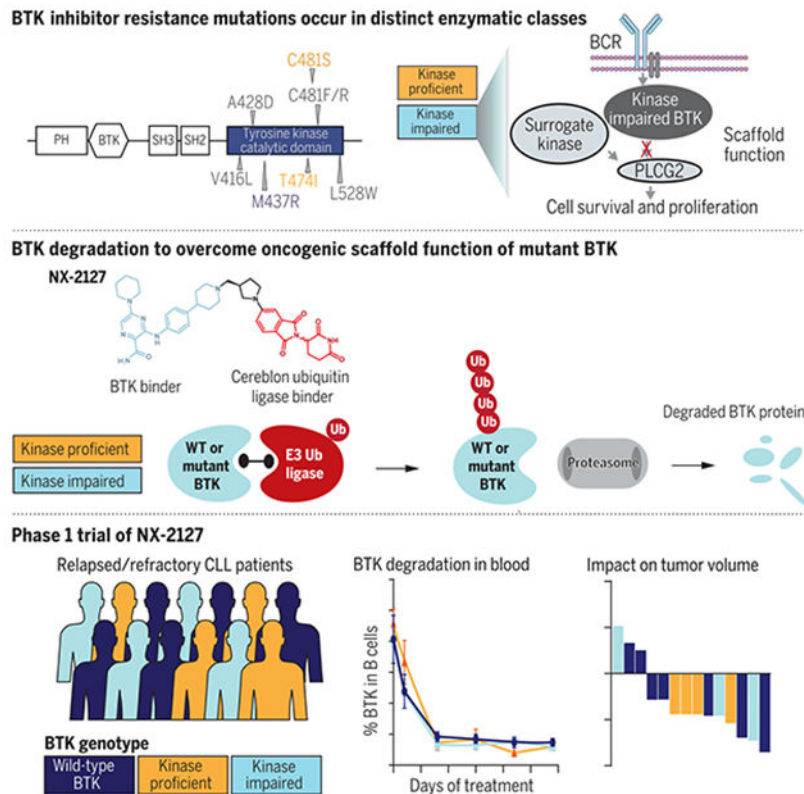 BTK inhibitor resistance mutations occur in distinct enzymatic classes
C481S
A428D
C481F/R
PH
BTK
SH3
SH2
Tyrosine kinase
catalytic domain
V416L
M437R
T474I
L528W
Kinase
proficient
Kinase
impaired
BCR
Kinase
impaired BTK
Surrogate
kinase
Scaffold
function
PLCG2
Cell survival and proliferation
BTK degradation to overcome oncogenic scaffold function of mutant BTK
NX-2127
N
N
N
N
NH
O
NH₂
N
N
O
N
O
O
NH
O
BTK binder
Cereblon ubiquitin
ligase binder
Kinase proficient
Kinase impaired
WT or
mutant
BTK
Ub
E3 Ub
ligase
Ub
Ub
Ub
Ub
WT or
mutant
BTK
Proteasome
Degraded BTK protein
Phase 1 trial of NX-2127
Relapsed/refractory CLL patients
BTK genotype
Wild-type
BTK
Kinase
proficient
Kinase
impaired
BTK degradation in blood
% BTK in B cells
Days of treatment
Impact on tumor volume